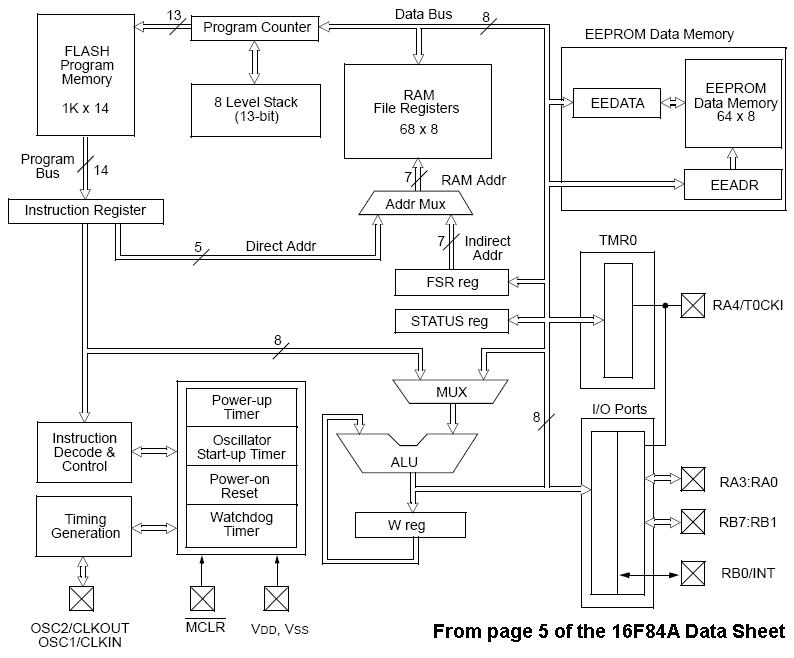 13
Program Counter
Data Bus
8
FLASH
Program
Memory
1K x 14
8 Level Stack
(13-bit)
RAM
File Registers
68 x 8
EEPROM Data Memory
EEDATA
EEPROM
Data Memory
64 x 8
EEADR
Program
Bus
14
7
RAM Addr
Addr Mux
Instruction Register
5
Direct Addr
7
Indirect
Addr
FSR reg
STATUS reg
TMR0
RA4/T0CKI
8
MUX
8
I/O Ports
Power-up
Timer
Oscillator
Start-up Timer
Power-on
Reset
Watchdog
Timer
Instruction
Decode &
Control
ALU
Timing
Generation
W reg
RA3:RA0
RB7:RB1
RB0/INT
OSC2/CLKOUT
OSC1/CLKIN
MCLR
VDD, VSS
From page 5 of the 16F84A Data Sheet